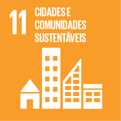 11
CIDADES E
COMUNIDADES
SUSTENTÁVEIS